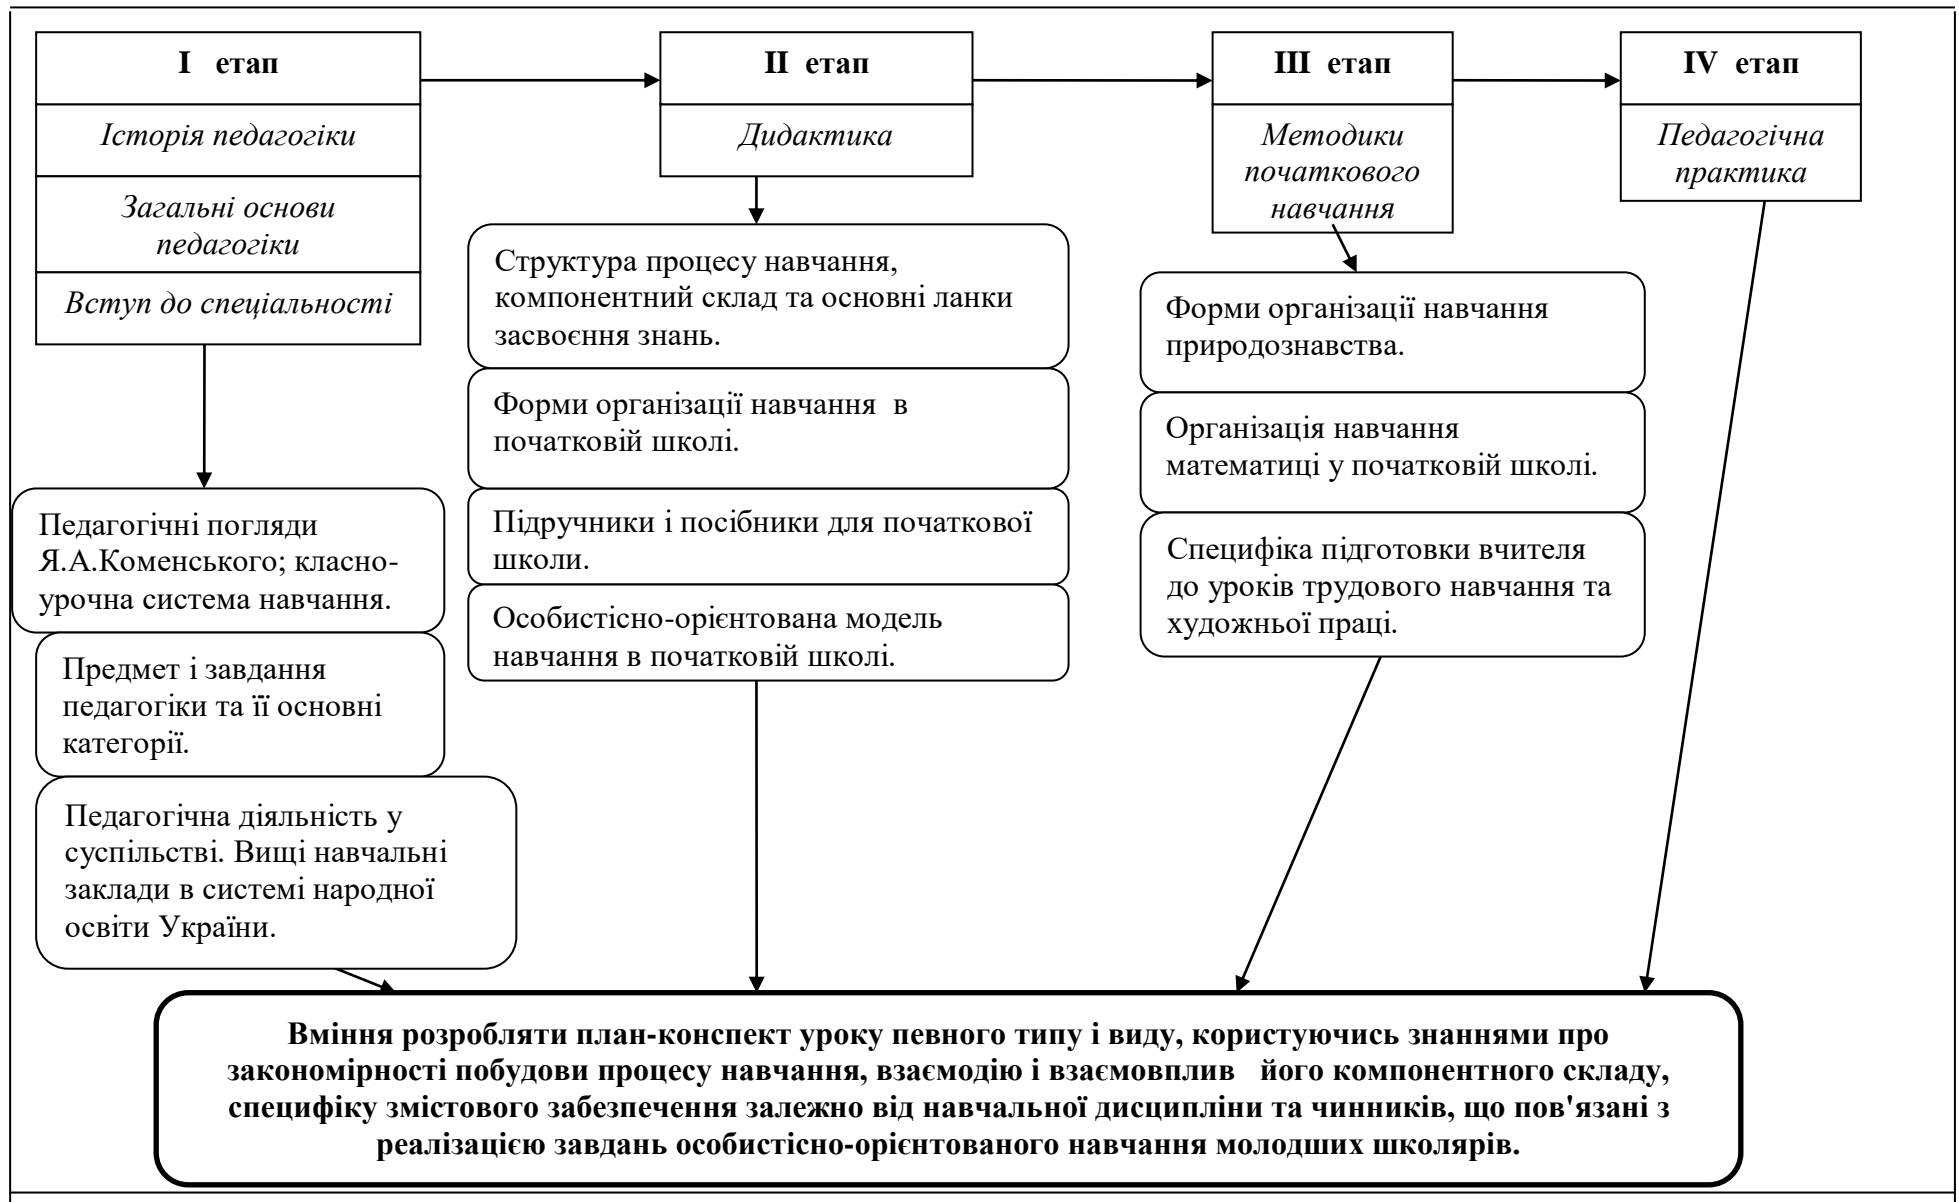 І етап
Історія педагогіки
Загальні основи
педагогіки
Вступ до спеціальності
Педагогічні погляди
Я.А.Коменського; класно-
урочна система навчання.
Предмет і завдання
педагогіки та її основні
категорії.
Педагогічна діяльність у
суспільстві. Вищі навчальні
заклади в системі народної
освіти України.
ІІ етап
Дидактика
Структура процесу навчання,
компонентний склад та основні ланки
засвоєння знань.
Форми організації навчання в
початковій школі.
Підручники і посібники для початкової
школи.
Особистісно-орієнтована модель
навчання в початковій школі.
ІІІ етап
Методики
початкового
навчання
Форми організації навчання
природознавства.
Організація навчання
математиці у початковій школі.
Специфіка підготовки вчителя
до уроків трудового навчання та
художньої праці.
ІV етап
Педагогічна
практика
Вміння розробляти план-конспект уроку певного типу і виду, користуючись знаннями про
закономірності побудови процесу навчання, взаємодію і взаємовплив його компонентного складу,
специфіку змістового забезпечення залежно від навчальної дисципліни та чинників, що пов'язані з
реалізацією завдань особистісно-орієнтованого навчання молодших школярів.